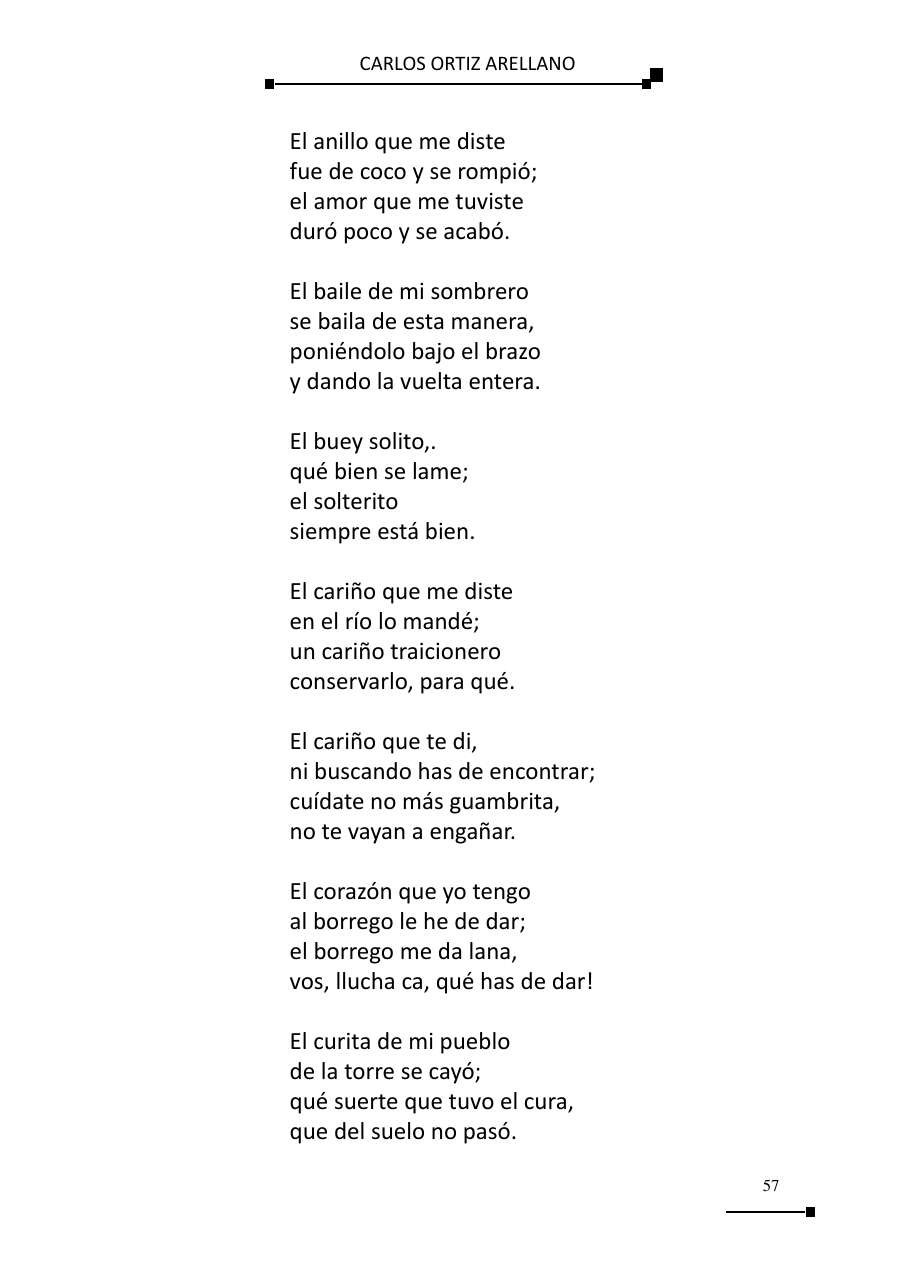 CARLOS ORTIZ ARELLANO
El anillo que me diste
fue de coco y se rompió;
el amor que me tuviste
duró poco y se acabó.
El baile de mi sombrero
se baila de esta manera,
poniéndolo bajo el brazo
y dando la vuelta entera.
El buey solito,.
qué bien se lame;
el solterito
siempre está bien.
El cariño que me diste
en el río lo mandé;
un cariño traicionero
conservarlo, para qué.
El cariño que te di,
ni buscando has de encontrar;
cuídate no más guambrita,
no te vayan a engañar.
El corazón que yo tengo
al borrego le he de dar;
el borrego me da lana,
vos, llucha ca, qué has de dar!
El curita de mi pueblo
de la torre se cayó;
qué suerte que tuvo el cura,
que del suelo no pasó.
57